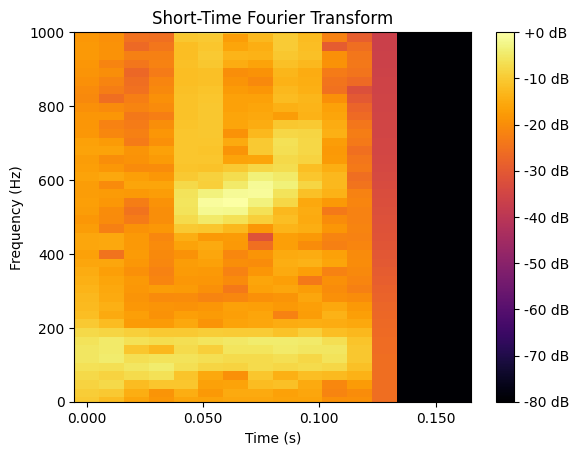 Short-Time Fourier Transform
Frequency (Hz)
1000
800
600
400
200
0
0.000
0.050
0.100
0.150
Time (s)
+0 dB
-10 dB
-20 dB
-30 dB
-40 dB
-50 dB
-60 dB
-70 dB
-80 dB